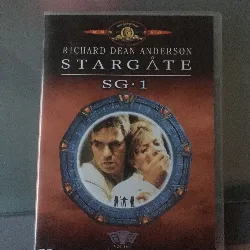 RICHARD DEAN ANDERSON
STARGATE
SG·1